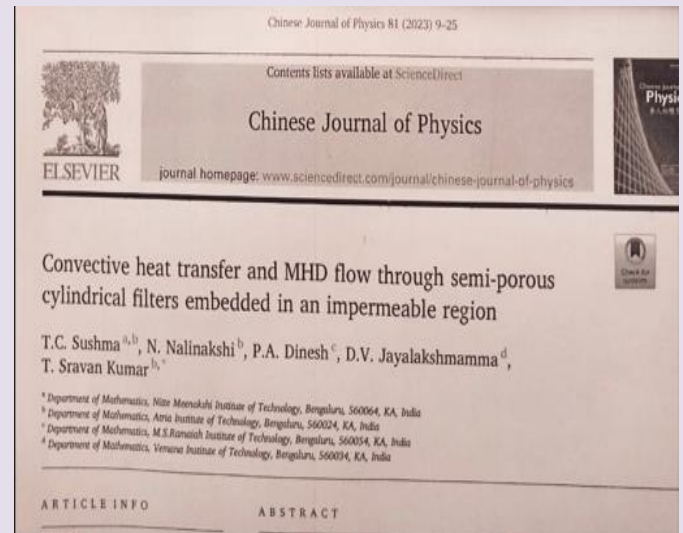 Chinese Journal of Physics 81 (2023) 9–25
Contents lists available at ScienceDirect
Chinese Journal of Physics
journal homepage: www.sciencedirect.com/journal/chinese-journal-of-physics
ELSEVIER
Physi
Check for
updates
Convective heat transfer and MHD flow through semi-porous
cylindrical filters embedded in an impermeable region
T.C. Sushma a,b, N. Nalinakshi b, P.A. Dinesh c, D.V. Jayalakshmamma d,
T. Sravan Kumar b,*
a Department of Mathematics, Nitte Meenakshi Institute of Technology, Bengaluru, 560064, KA, India
b Department of Mathematics, Atria Institute of Technology, Bengaluru, 560024, KA, India
c Department of Mathematics, M.S.Ramaiah Institute of Technology, Bengaluru, 560054, KA, India
d Department of Mathematics, Vemana Institute of Technology, Bengaluru, 560034, KA, India
ARTICLE INFO
ABSTRACT